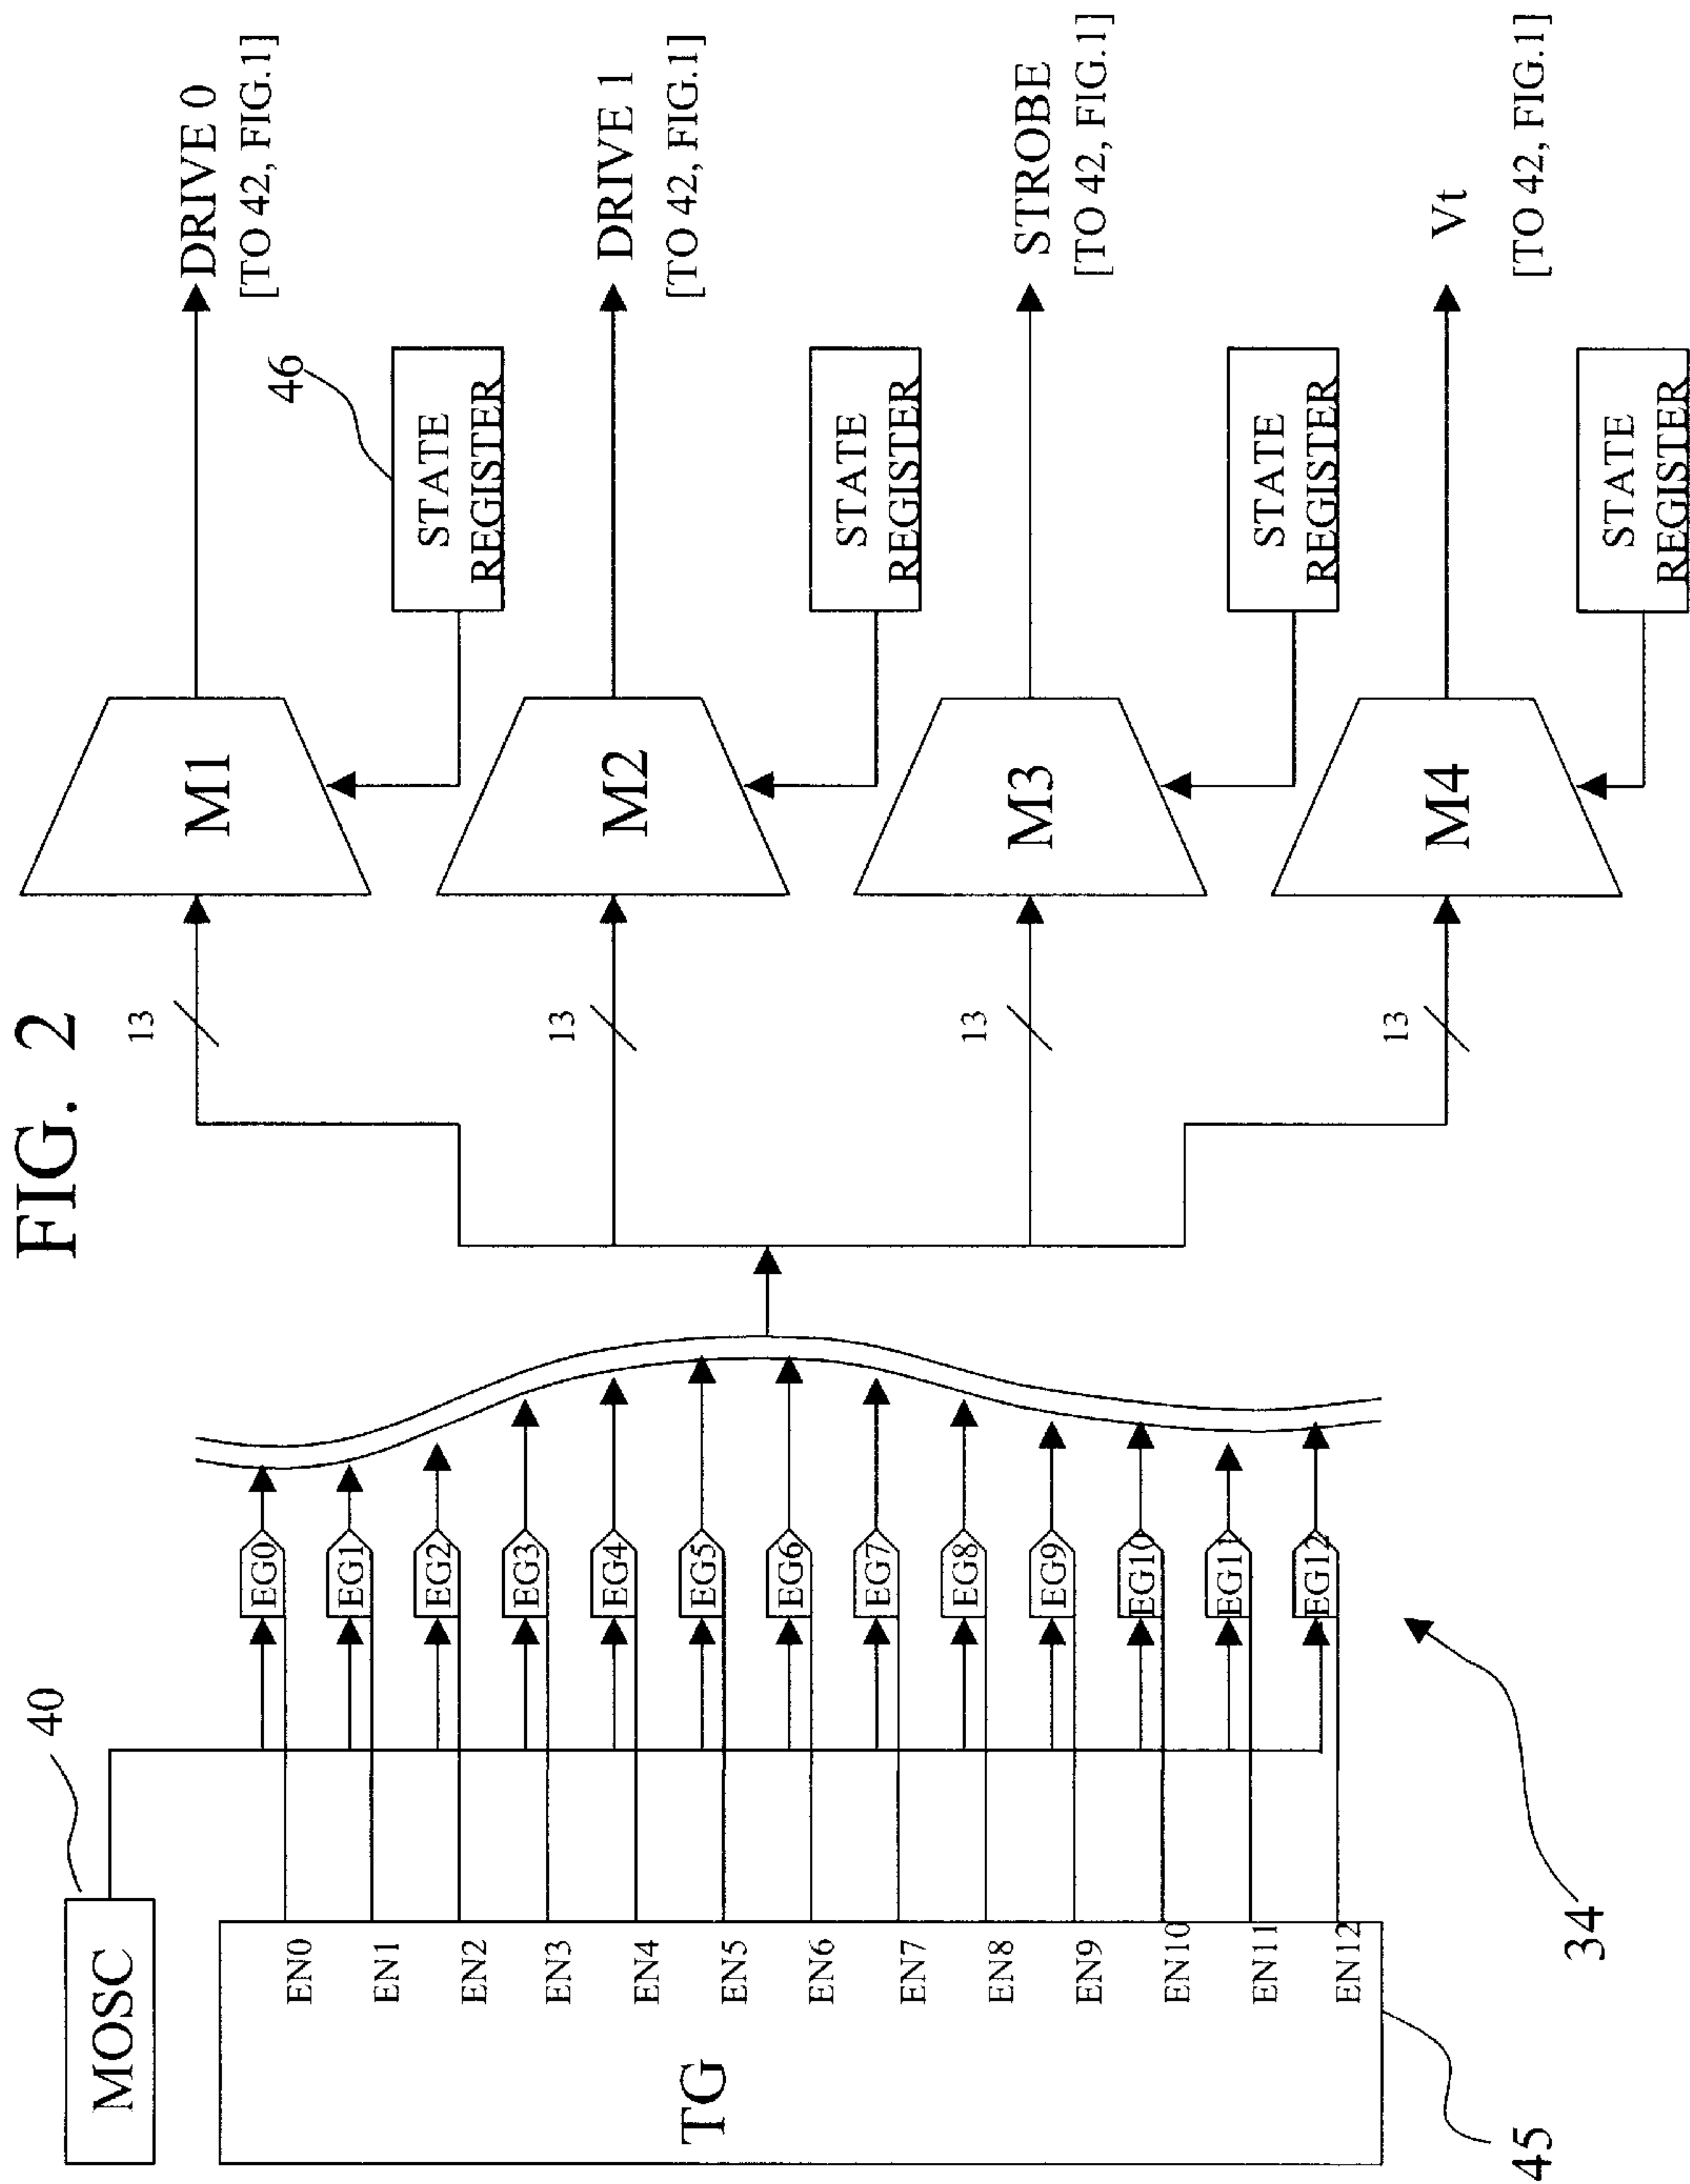 FIG. 2
MOSC
40
TG
EN0
EN1
EN2
EN3
EN4
EN5
EN6
EN7
EN8
EN9
EN10
EN11
EN12
45
EG0
EG1
EG2
EG3
EG4
EG5
EG6
EG7
EG8
EG9
EG10
EG11
EG12
34
13
13
13
13
M1
M2
M3
M4
46
STATE
REGISTER
STATE
REGISTER
STATE
REGISTER
STATE
REGISTER
DRIVE 0
[TO 42, FIG.1]
DRIVE 1
[TO 42, FIG.1]
STROBE
[TO 42, FIG.1]
Vt
[TO 42, FIG.1]